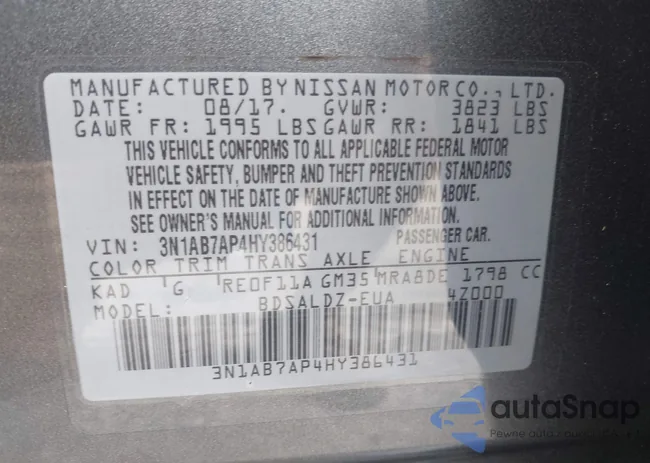 MANUFACTURED BY NISSAN MOTOR CO., LTD.
DATE: 08/17. GVWR: 3823 LBS
GAWR FR: 1995 LBS GAWR RR: 1841 LBS
THIS VEHICLE CONFORMS TO ALL APPLICABLE FEDERAL MOTOR
VEHICLE SAFETY, BUMPER AND THEFT PREVENTION STANDARDS
IN EFFECT ON THE DATE OF MANUFACTURE SHOWN ABOVE.
SEE OWNER'S MANUAL FOR ADDITIONAL INFORMATION.
VIN: 3N1AB7AP4HY386431 PASSENGER CAR.
COLOR TRIM TRANS AXLE ENGINE
KAD G RE0F11A GM35 MRA8DE 1798 CC
MODEL: BDSALDZ-EUA 4Z000
3N1AB7AP4HY386431
autaSnap
Pewne auto z